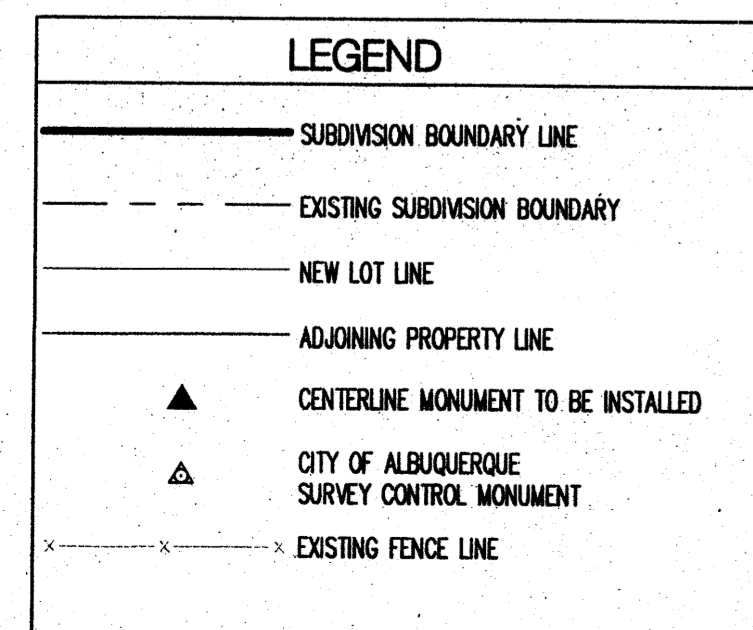 LEGEND
SUBDIVISION BOUNDARY LINE
EXISTING SUBDIVISION BOUNDARY
NEW LOT LINE
ADJOINING PROPERTY LINE
CENTERLINE MONUMENT TO BE INSTALLED
CITY OF ALBUQUERQUE
SURVEY CONTROL MONUMENT
EXISTING FENCE LINE